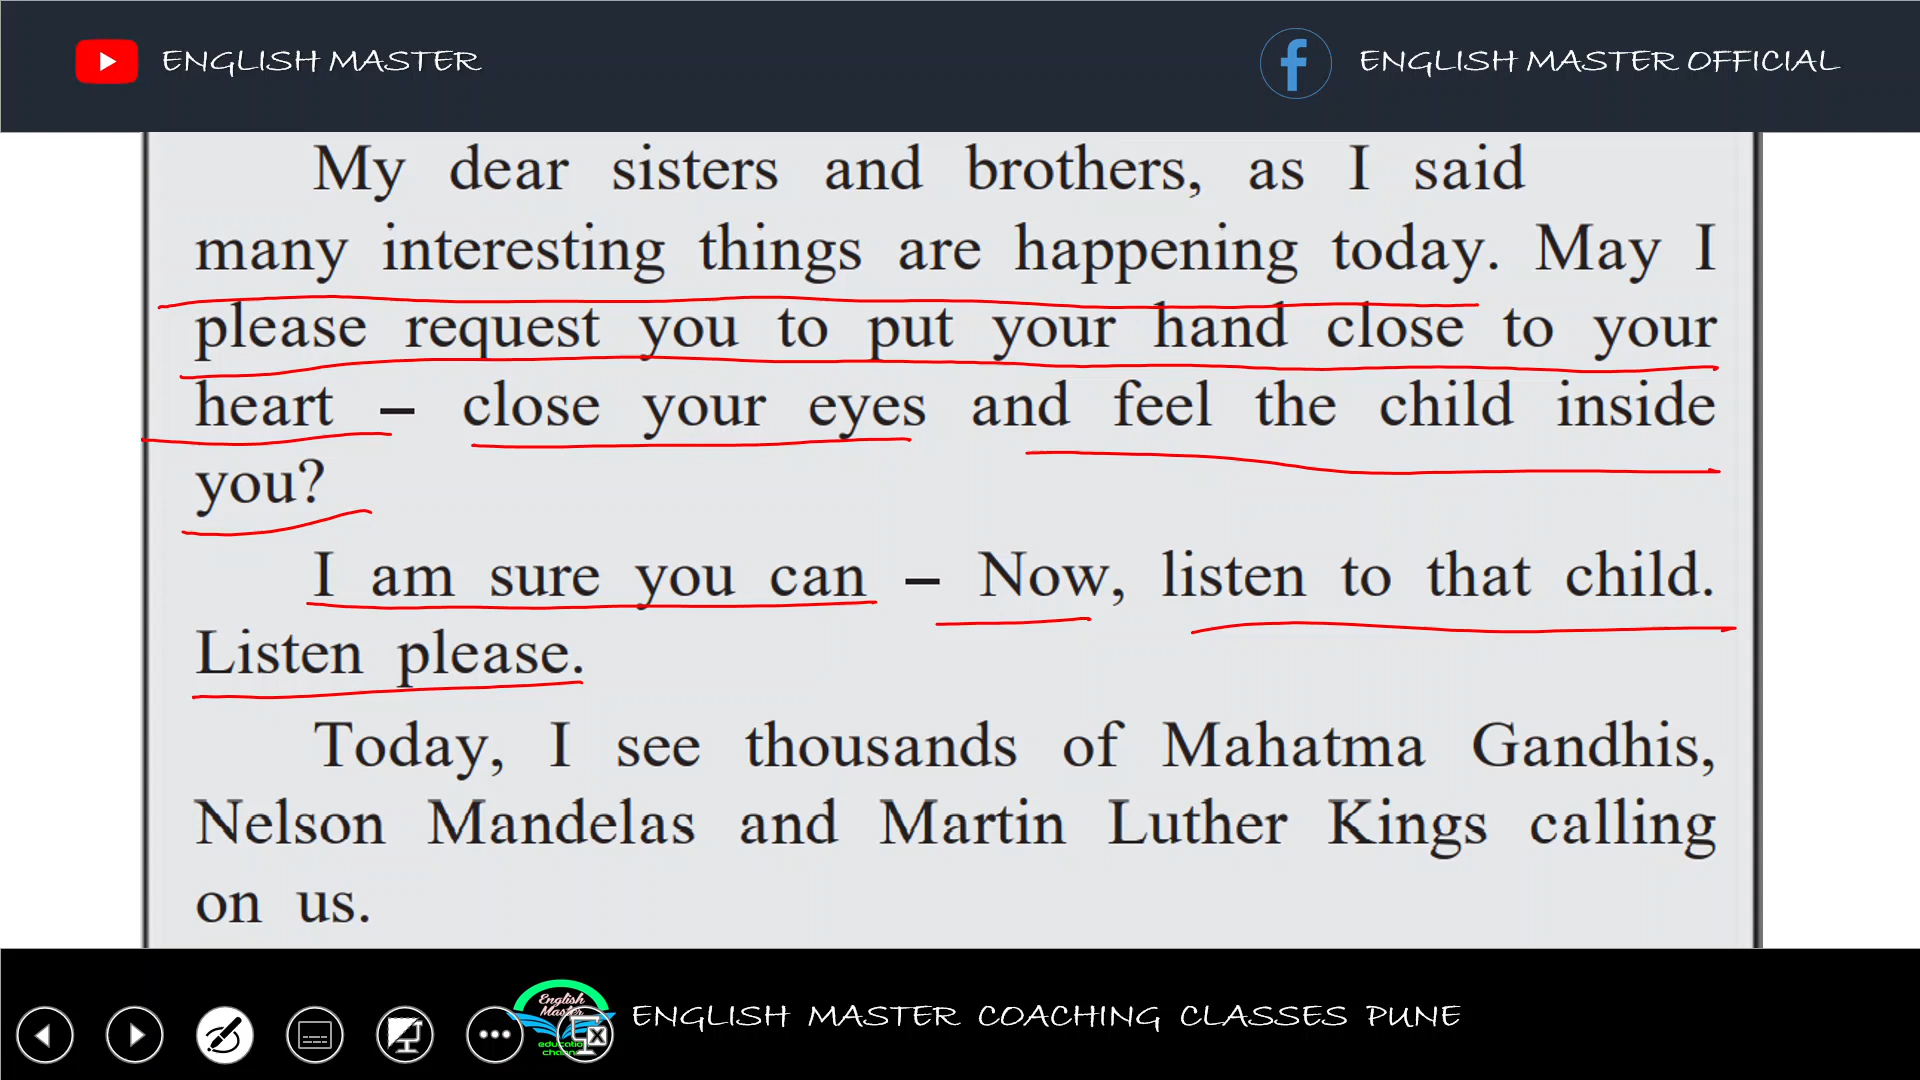 ENGLISH MASTER
ENGLISH MASTER OFFICIAL
My dear sisters and brothers, as I said
many interesting things are happening today. May I
please request you to put your hand close to your
heart – close your eyes and feel the child inside
you?
I am sure you can – Now, listen to that child.
Listen please.
Today, I see thousands of Mahatma Gandhis,
Nelson Mandelas and Martin Luther Kings calling
on us.
English
Master
ENGLISH MASTER COACHING CLASSES PUNE